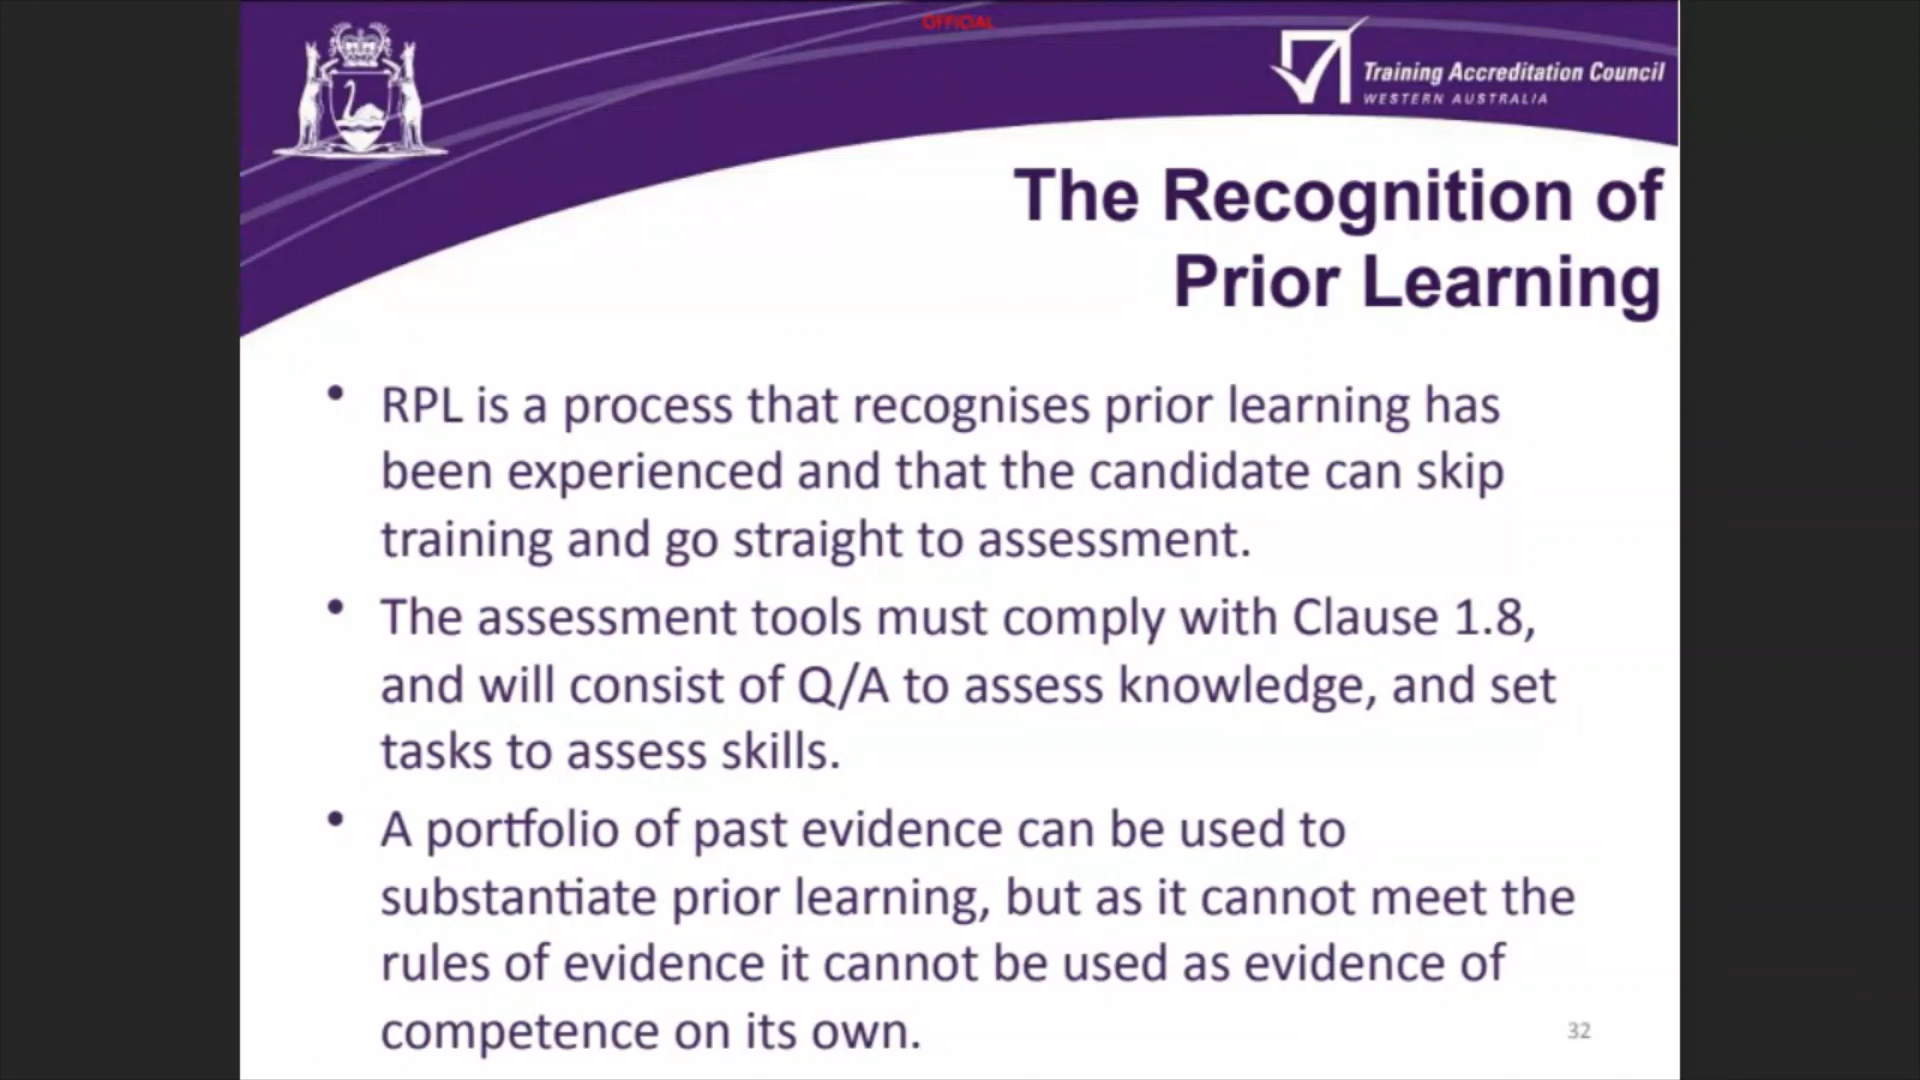 OFFICIAL
Training Accreditation Council
WESTERN AUSTRALIA
The Recognition of
Prior Learning
• RPL is a process that recognises prior learning has
been experienced and that the candidate can skip
training and go straight to assessment.
• The assessment tools must comply with Clause 1.8,
and will consist of Q/A to assess knowledge, and set
tasks to assess skills.
• A portfolio of past evidence can be used to
substantiate prior learning, but as it cannot meet the
rules of evidence it cannot be used as evidence of
competence on its own.
32